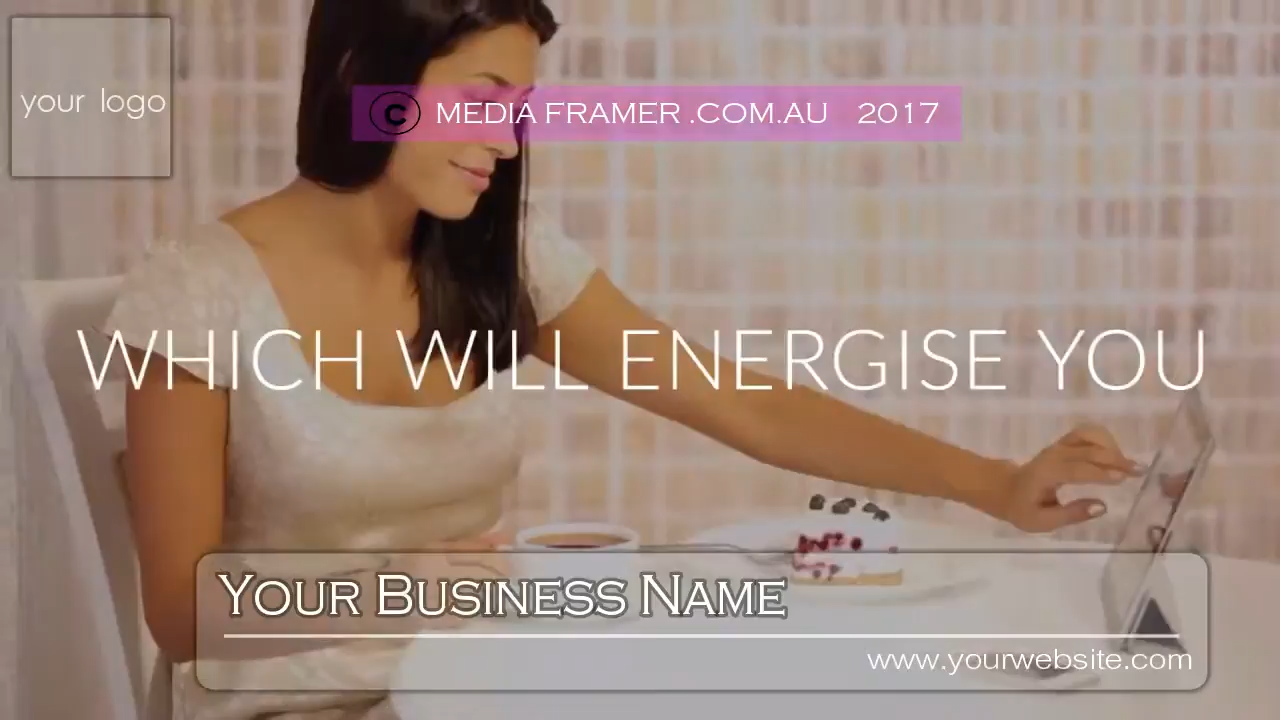 your logo
© MEDIA FRAMER .COM.AU 2017
WHICH WILL ENERGISE YOU
YOUR BUSINESS NAME
www.yourwebsite.com